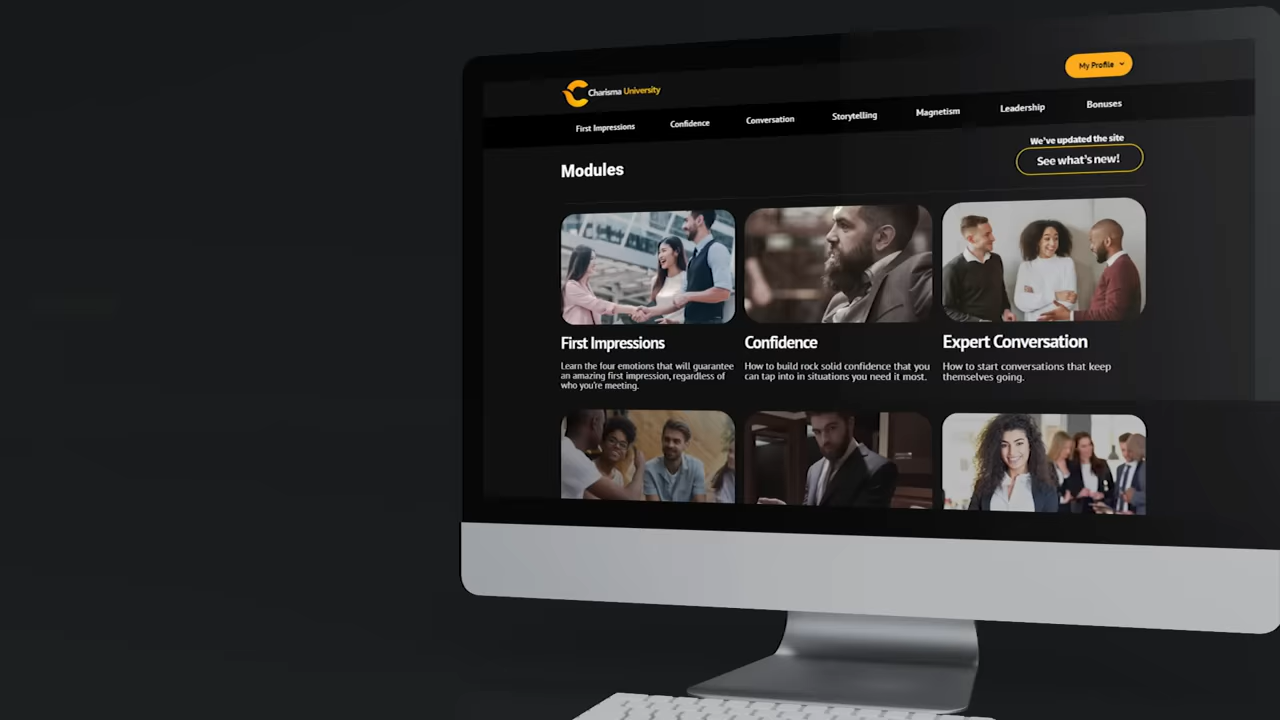 Charisma University
My Profile
First Impressions
Confidence
Conversation
Storytelling
Magnetism
Leadership
Bonuses
We've updated the site
See what's new!
Modules
First Impressions
Learn the four emotions that will guarantee
an amazing first impression, regardless of
who you're meeting.
Confidence
How to build rock solid confidence that you
can tap into in situations you need it most.
Expert Conversation
How to start conversations that keep
themselves going.